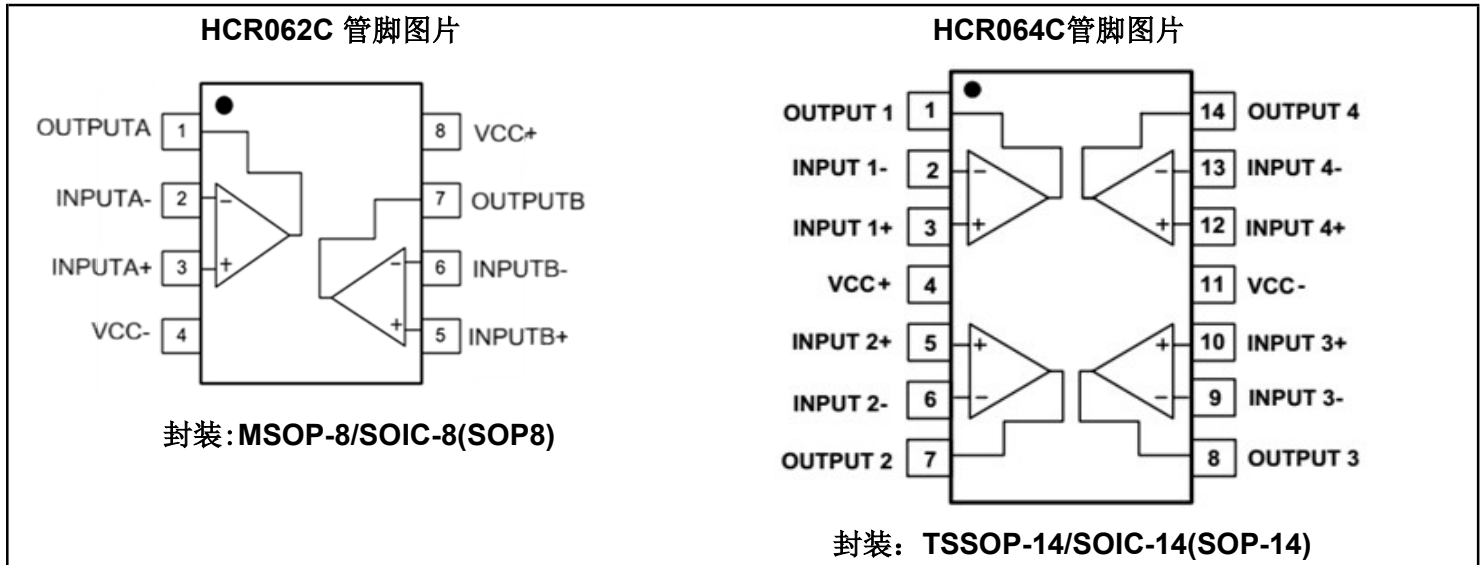 HCR062C 管脚图片
OUTPUTA 1
8 VCC+
INPUTA- 2
7 OUTPUTB
INPUTA+ 3
6 INPUTB-
VCC- 4
5 INPUTB+
- +
- +
封装:MSOP-8/SOIC-8(SOP8)
HCR064C管脚图片
OUTPUT 1 1
14 OUTPUT 4
INPUT 1- 2 -
- 13 INPUT 4-
INPUT 1+ 3 +
+ 12 INPUT 4+
VCC+ 4
11 VCC-
INPUT 2+ 5 +
+ 10 INPUT 3+
INPUT 2- 6 -
- 9 INPUT 3-
OUTPUT 2 7
8 OUTPUT 3
封装：TSSOP-14/SOIC-14(SOP-14)